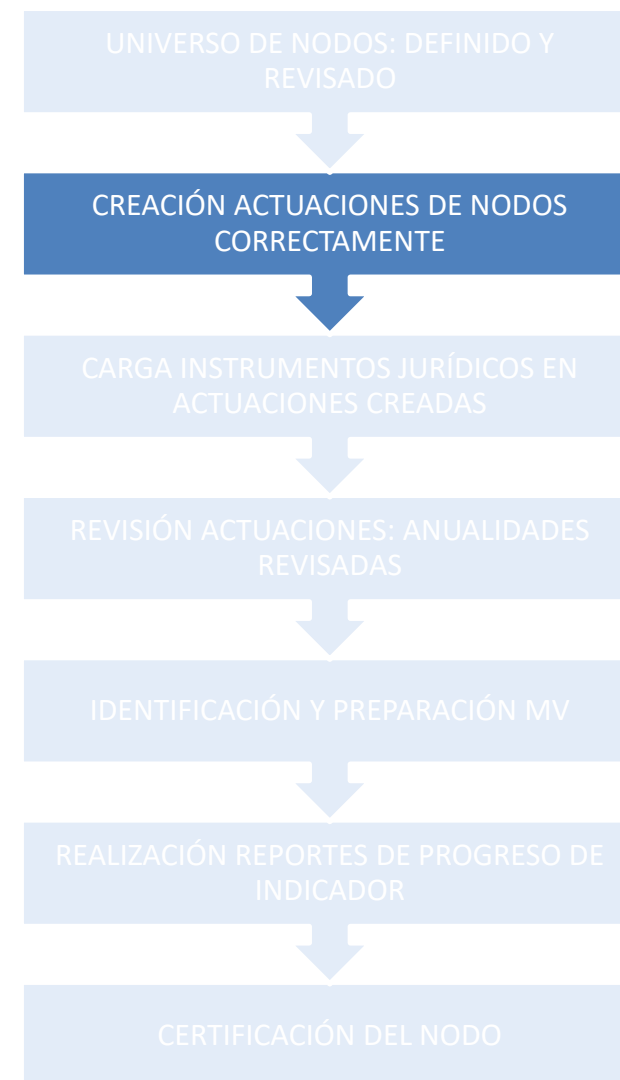 UNIVERSO DE NODOS: DEFINIDO Y
REVISADO
CREACIÓN ACTUACIONES DE NODOS
CORRECTAMENTE
CARGA INSTRUMENTOS JURÍDICOS EN
ACTUACIONES CREADAS
REVISIÓN ACTUACIONES: ANUALIDADES
REVISADAS
IDENTIFICACIÓN Y PREPARACIÓN MV
REALIZACIÓN REPORTES DE PROGRESO DE
INDICADOR
CERTIFICACIÓN DEL NODO